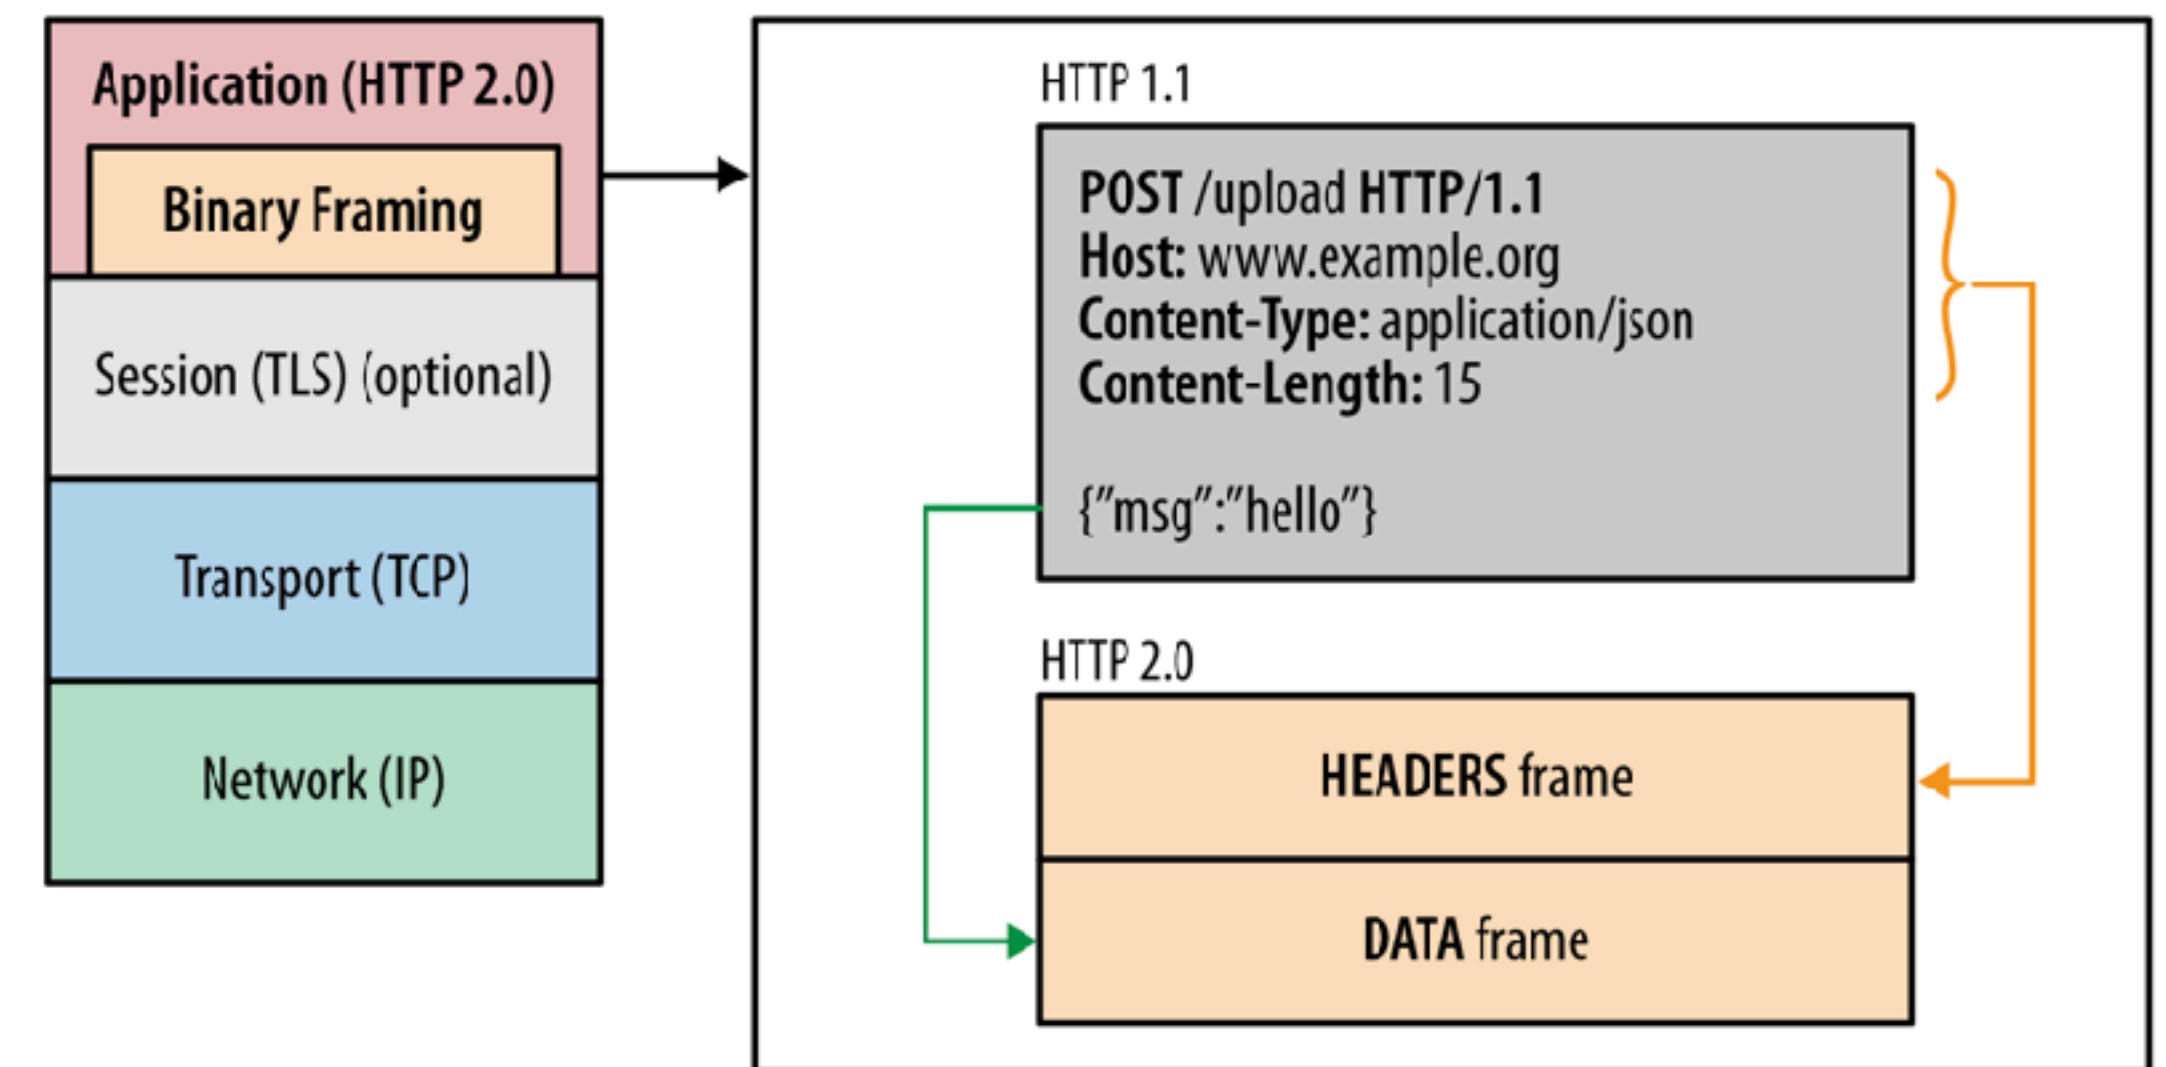 Application (HTTP 2.0)
Binary Framing
Session (TLS) (optional)
Transport (TCP)
Network (IP)
HTTP 1.1
POST /upload HTTP/1.1
Host: www.example.org
Content-Type: application/json
Content-Length: 15
{”msg”:”hello”}
HTTP 2.0
HEADERS frame
DATA frame